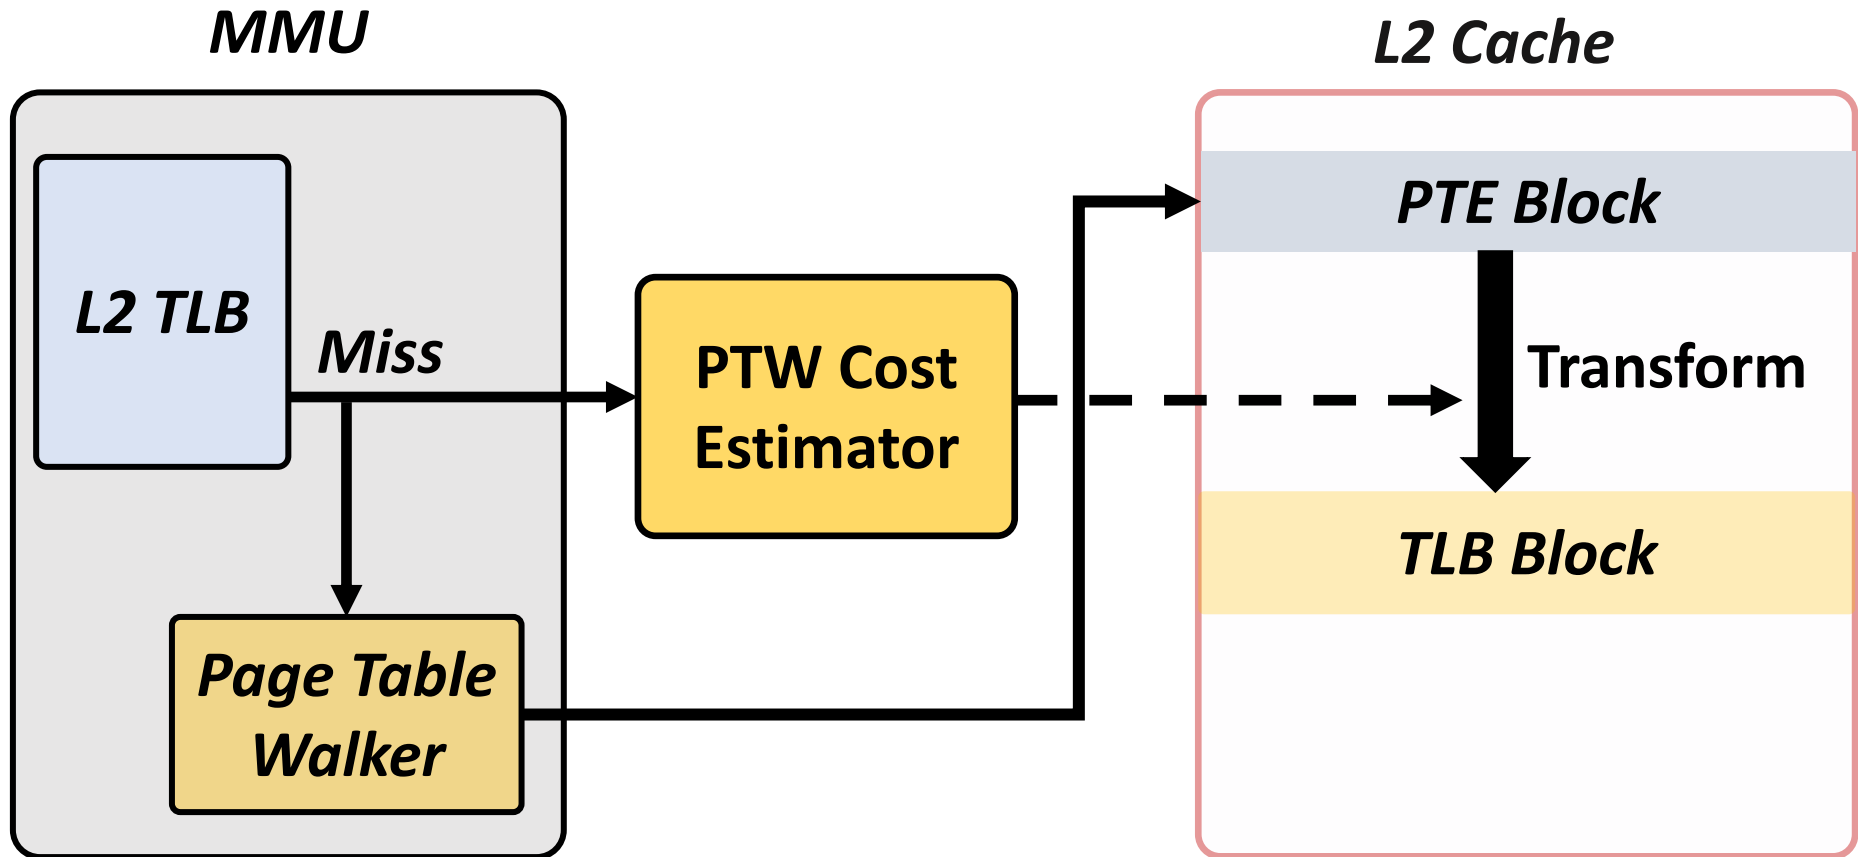 MMU
L2 Cache
L2 TLB
Miss
PTW Cost
Estimator
PTE Block
Transform
TLB Block
Page Table
Walker